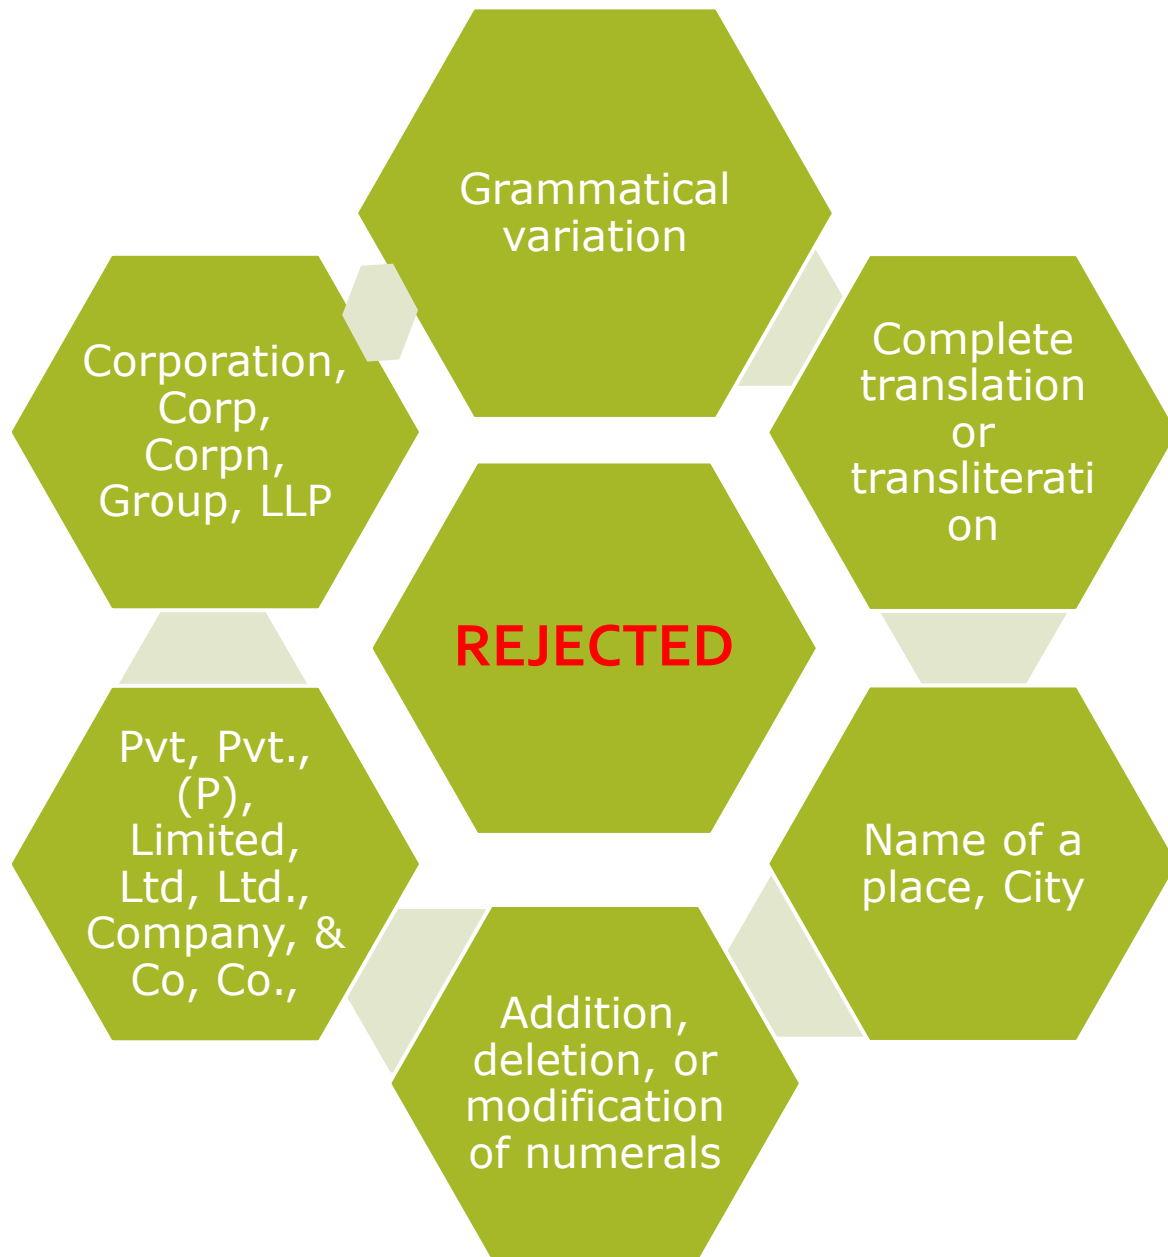 Grammatical
variation
Complete
translation
or
transliterati
on
Name of a
place, City
Addition,
deletion, or
modification
of numerals
Pvt, Pvt.,
(P),
Limited,
Ltd, Ltd.,
Company, &
Co, Co.,
Corporation,
Corp,
Corpn,
Group, LLP
REJECTED